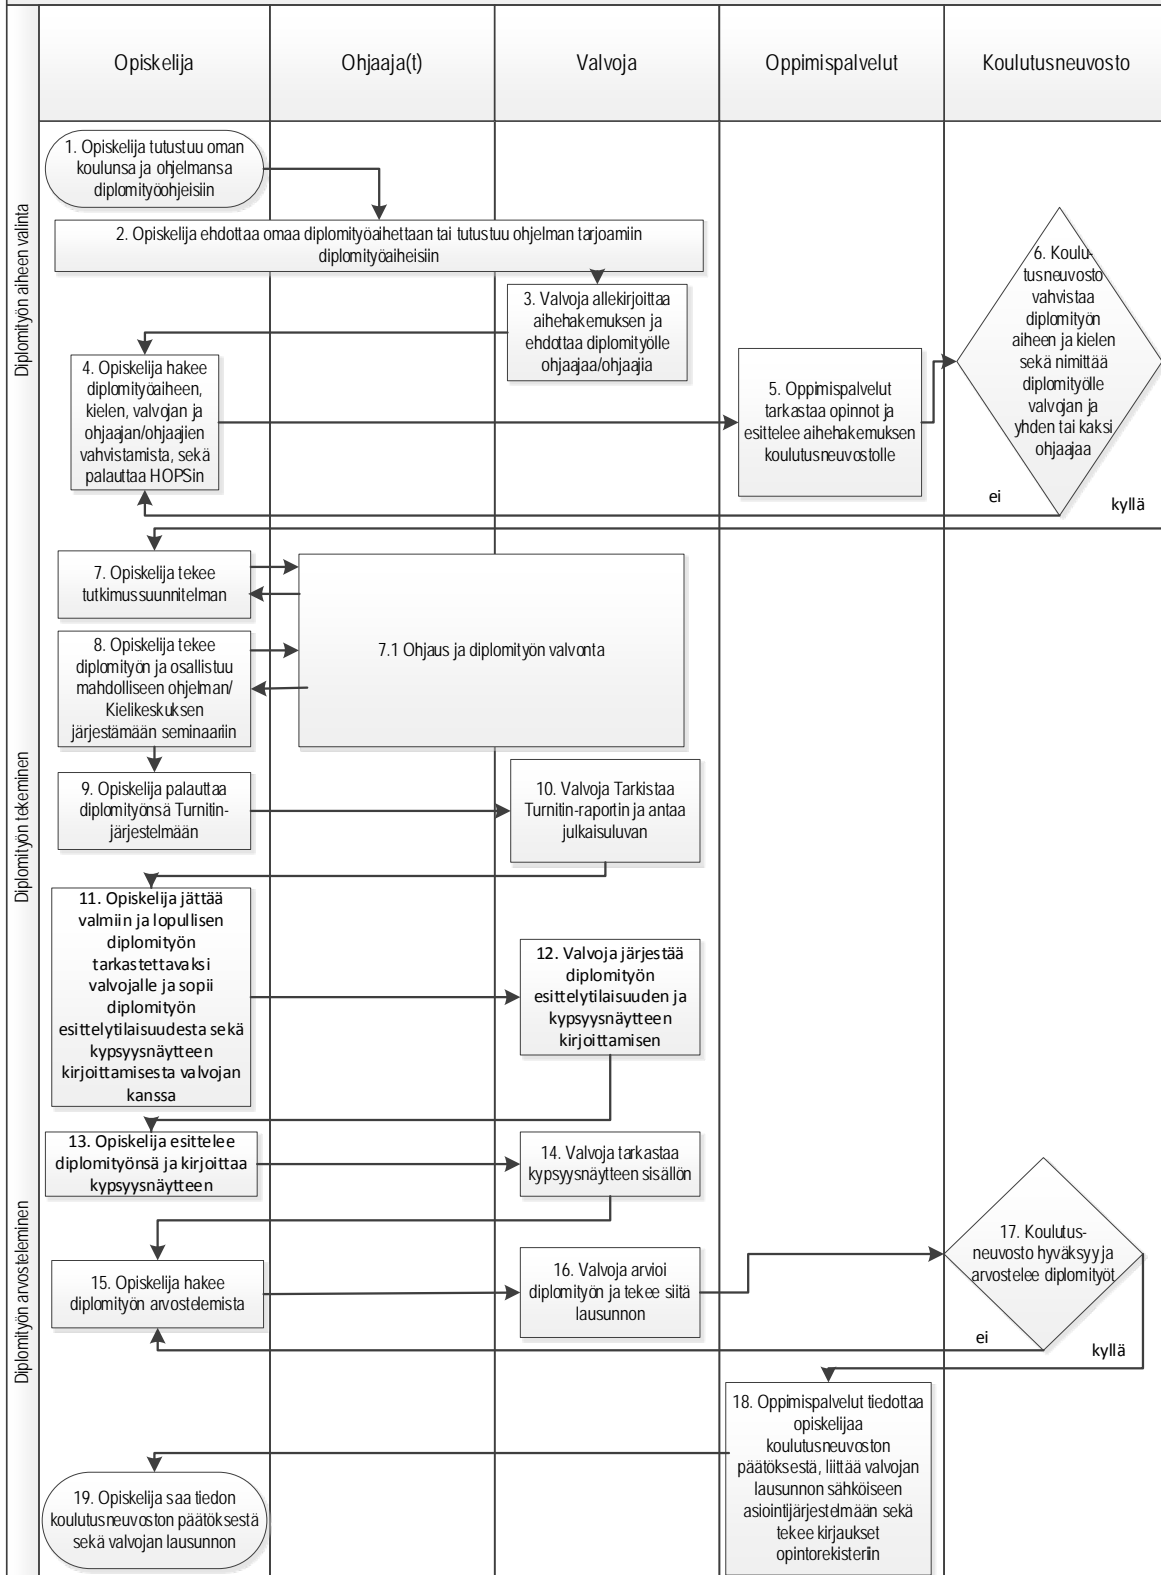 Opiskelija
Ohjaaja(t)
Valvoja
Oppimispalvelut
Koulutusneuvosto
Diplomityön aiheen valinta
1. Opiskelija tutustuu oman
koulunsa ja ohjelmansa
diplomityöohjeisiin
2. Opiskelija ehdottaa omaa diplomityöaihettaan tai tutustuu ohjelman tarjoamiin
diplomityöaiheisiin
3. Valvoja allekirjoittaa
aihehakemuksen ja
ehdottaa diplomityölle
ohjaajaa/ohjaajia
4. Opiskelija hakee
diplomityöaiheen,
kielen, valvojan ja
ohjaajan/ohjaajien
vahvistamista, sekä
palauttaa HOPSin
5. Oppimispalvelut
tarkastaa opinnot ja
esittelee aihehakemuksen
koulutusneuvostolle
6. Koulu-
tusneuvosto
vahvistaa
diplomityön
aiheen ja kielen
sekä nimittää
diplomityölle
valvojan ja
yhden tai kaksi
ohjaajaa
ei
kyllä
Diplomityön tekeminen
7. Opiskelija tekee
tutkimussuunnitelman
7.1 Ohjaus ja diplomityön valvonta
8. Opiskelija tekee
diplomityön ja osallistuu
mahdolliseen ohjelman/
Kielikeskuksen
järjestämään seminaariin
9. Opiskelija palauttaa
diplomityönsä Turnitin-
järjestelmään
10. Valvoja Tarkistaa
Turnitin-raportin ja antaa
julkaisuluvan
11. Opiskelija jättää
valmiin ja lopullisen
diplomityön
tarkastettavaksi
valvojalle ja sopii
diplomityön
esittelytilaisuudesta sekä
kypsyysnäytteen
kirjoittamisesta valvojan
kanssa
12. Valvoja järjestää
diplomityön
esittelytilaisuuden ja
kypsyysnäytteen
kirjoittamisen
Diplomityön arvosteleminen
13. Opiskelija esittelee
diplomityönsä ja kirjoittaa
kypsyysnäytteen
14. Valvoja tarkastaa
kypsyysnäytteen sisällön
15. Opiskelija hakee
diplomityön arvostelemista
16. Valvoja arvioi
diplomityön ja tekee siitä
lausunnon
17. Koulutus-
neuvosto hyväksyy ja
arvostelee diplomityöt
ei
kyllä
18. Oppimispalvelut tiedottaa
opiskelijaa
koulutusneuvoston
päätöksestä, liittää valvojan
lausunnon sähköiseen
asiointijärjestelmään sekä
tekee kirjaukset
opintorekisteriin
19. Opiskelija saa tiedon
koulutusneuvoston päätöksestä
sekä valvojan lausunnon